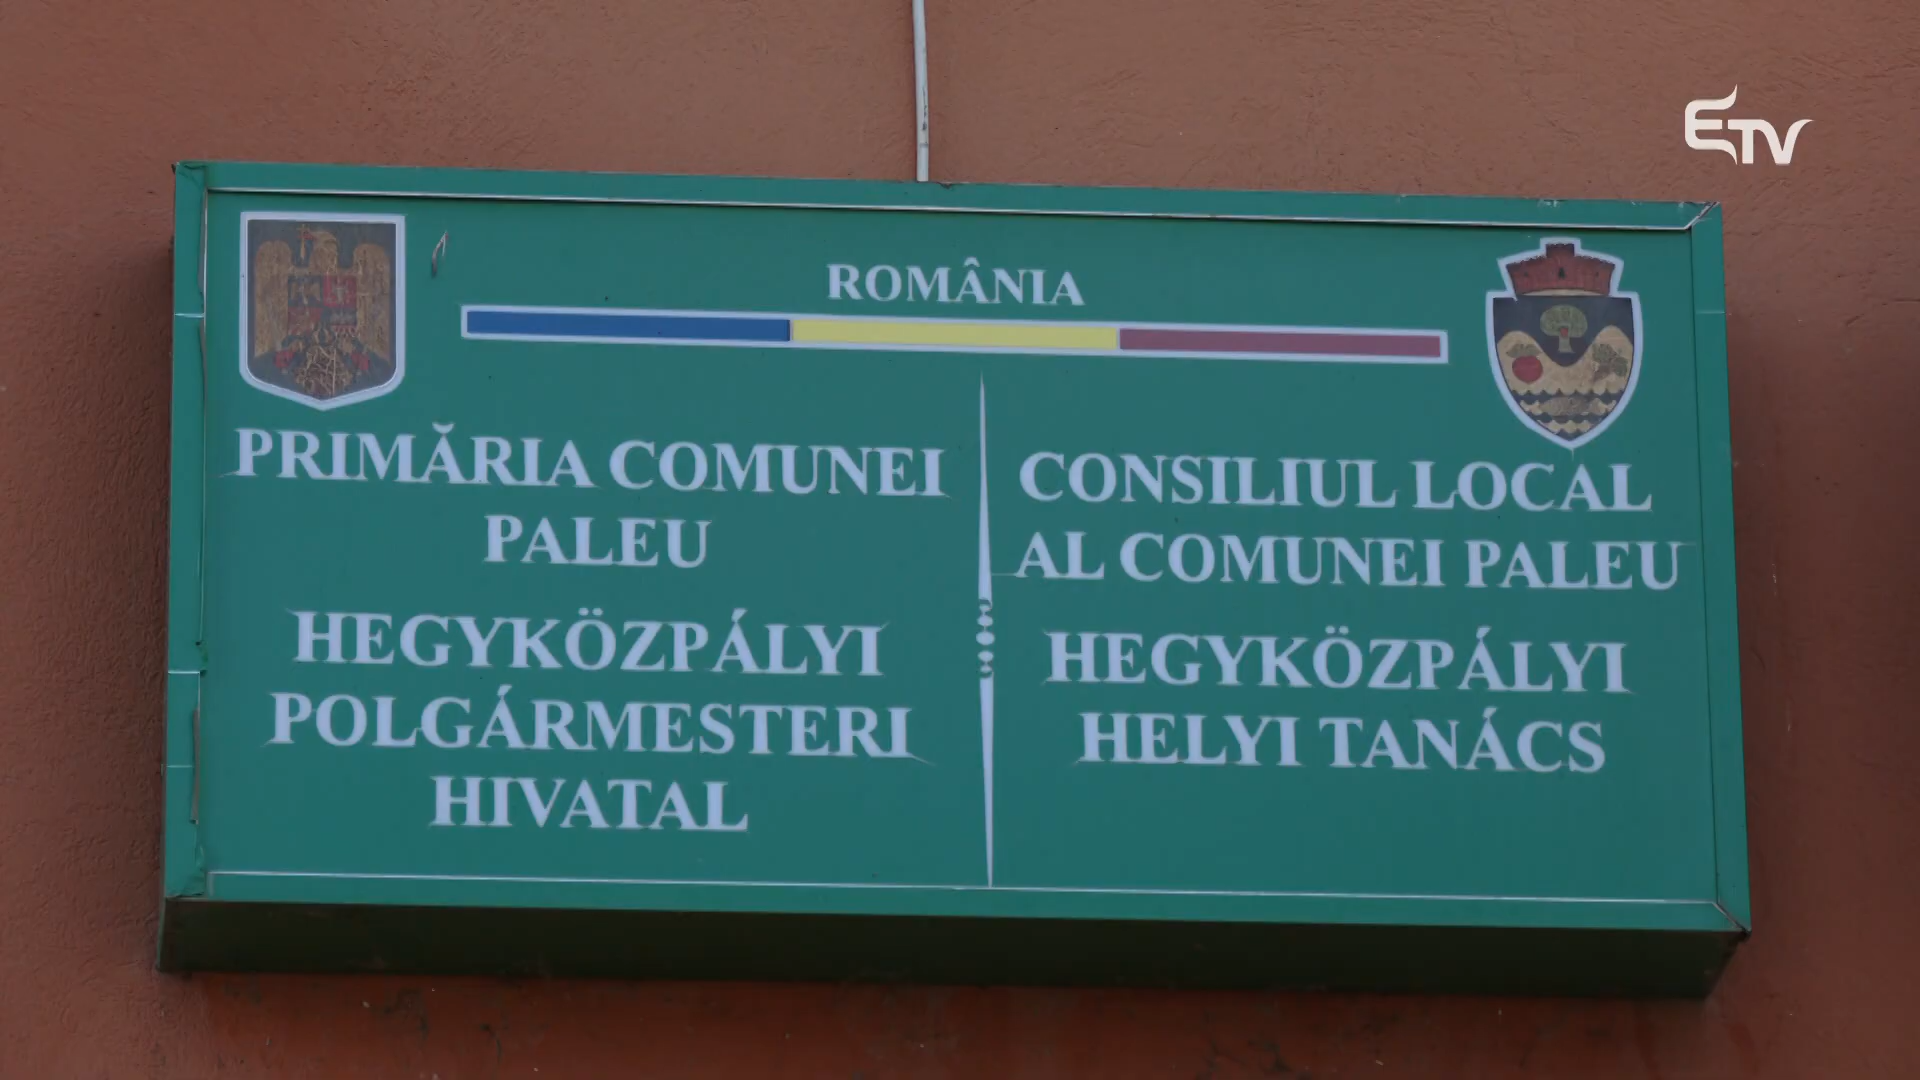 ETV
ROMÂNIA
PRIMĂRIA COMUNEI
PALEU
HEGYKÖZPÁLYI
POLGÁRMESTERI
HIVATAL
CONSILIUL LOCAL
AL COMUNEI PALEU
HEGYKÖZPÁLYI
HELYI TANÁCS